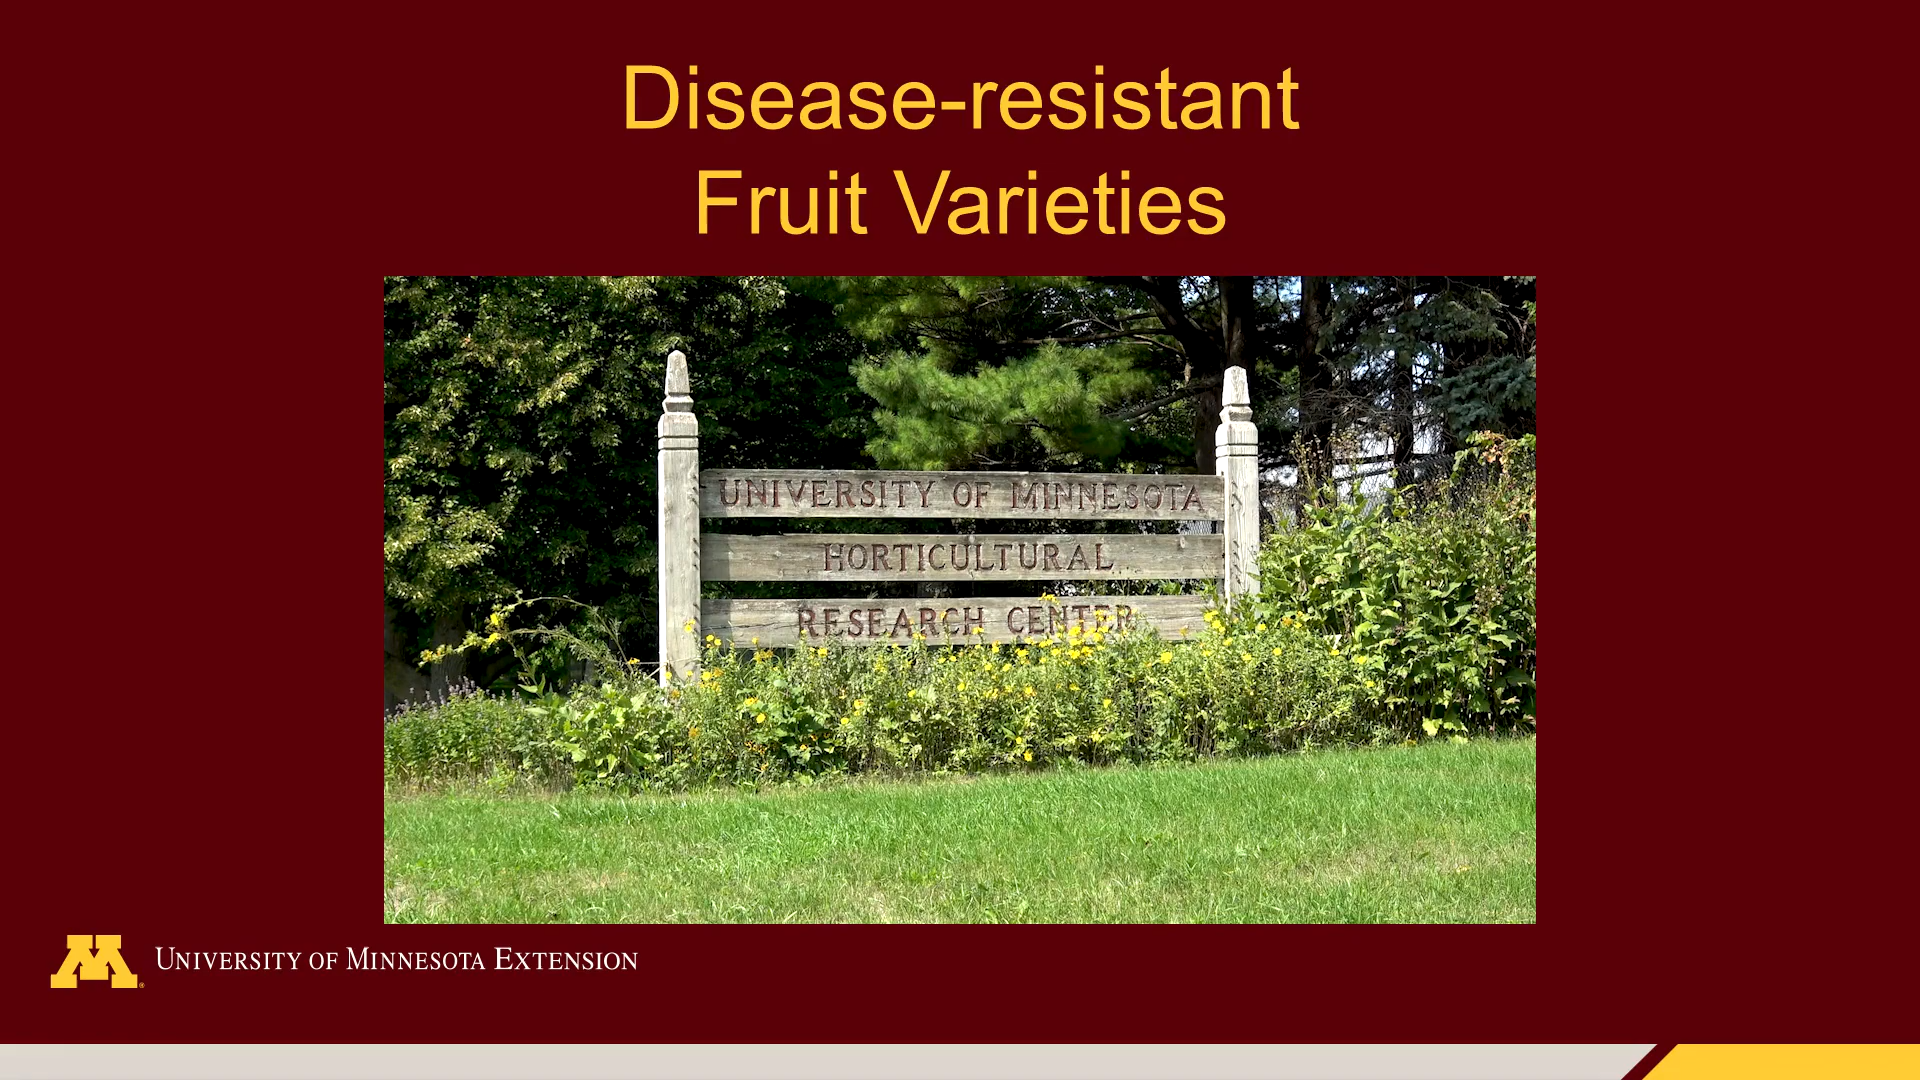 Disease-resistant
Fruit Varieties
UNIVERSITY OF MINNESOTA
HORTICULTURAL
RESEARCH CENTER
M
UNIVERSITY OF MINNESOTA EXTENSION